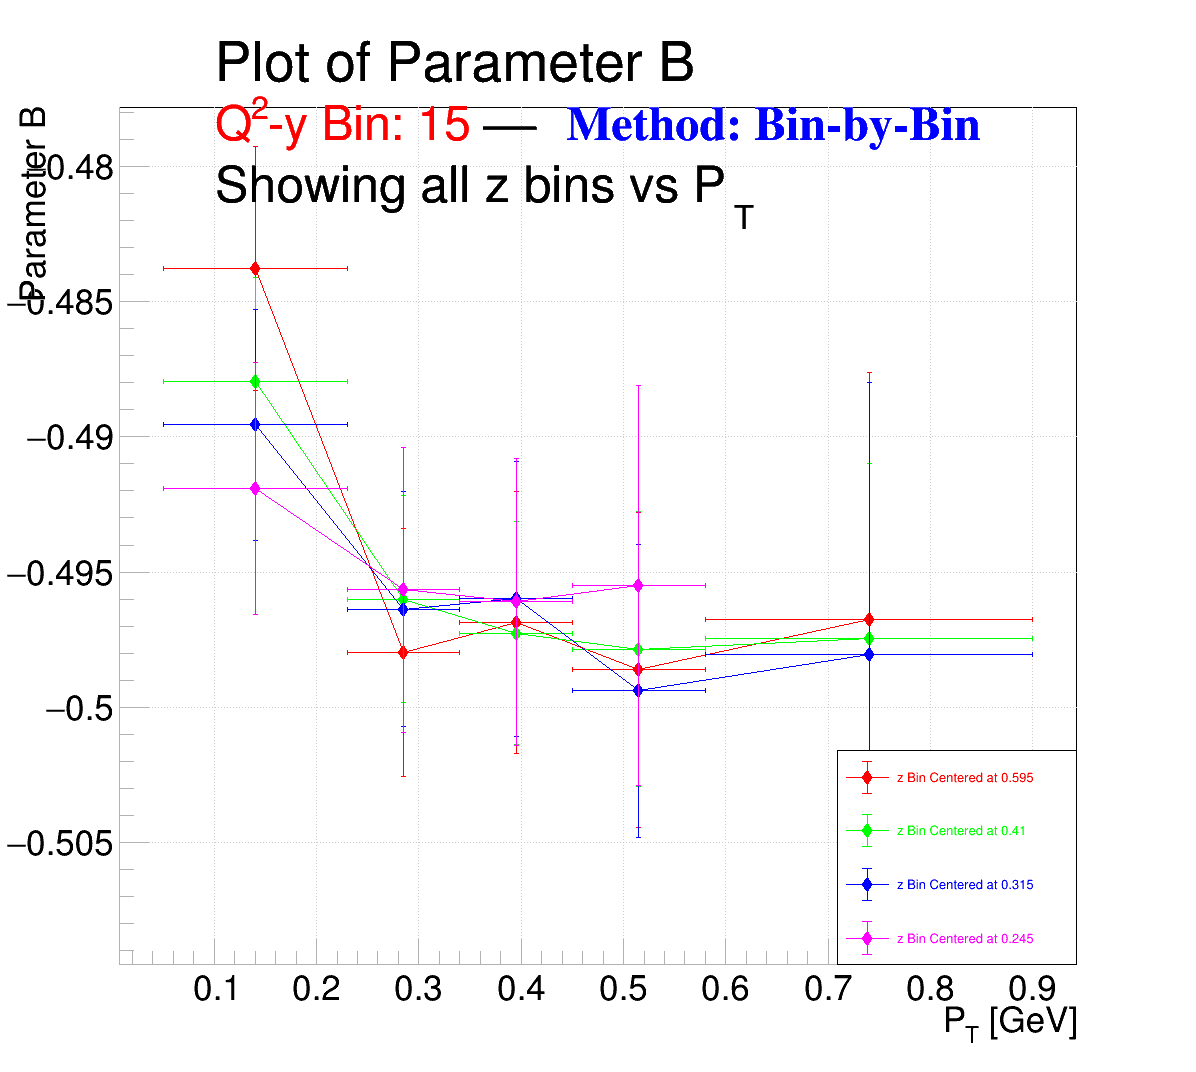 Plot of Parameter B
Q²-y Bin: 15 — Method: Bin-by-Bin
Showing all z bins vs P_T
Parameter B
0.48
−0.485
−0.49
−0.495
−0.5
−0.505
z Bin Centered at 0.595
z Bin Centered at 0.41
z Bin Centered at 0.315
z Bin Centered at 0.245
0.1 0.2 0.3 0.4 0.5 0.6 0.7 0.8 0.9
P_T [GeV]